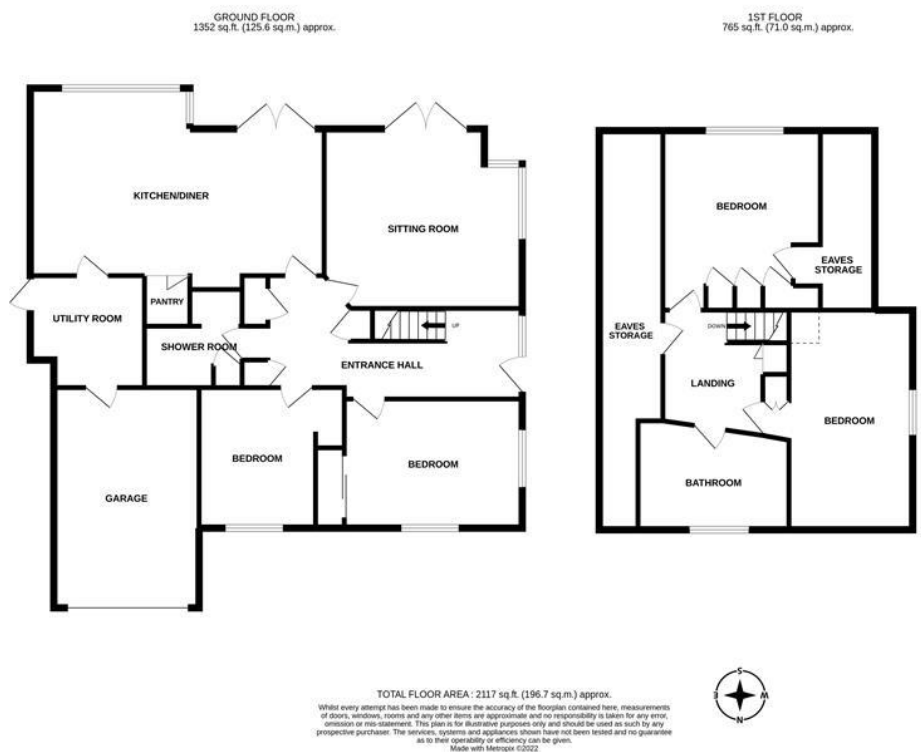 GROUND FLOOR
1352 sq.ft. (125.6 sq.m.) approx.
1ST FLOOR
765 sq.ft. (71.0 sq.m.) approx.
KITCHEN/DINER
SITTING ROOM
UTILITY ROOM
PANTRY
SHOWER ROOM
UP
ENTRANCE HALL
BEDROOM
BEDROOM
GARAGE
BEDROOM
EAVES
STORAGE
EAVES
STORAGE
DOWN
LANDING
BEDROOM
BATHROOM
S
E
W
N
TOTAL FLOOR AREA : 2117 sq.ft. (196.7 sq.m.) approx.
Whilst every attempt has been made to ensure the accuracy of the floorplan contained here, measurements
of doors, windows, rooms and any other items are approximate and no responsibility is taken for any error,
omission or mis-statement. This plan is for illustrative purposes only and should be used as such by any
prospective purchaser. The services, systems and appliances shown have not been tested and no guarantee
as to their operability or efficiency can be given.
Made with Metropix ©2022